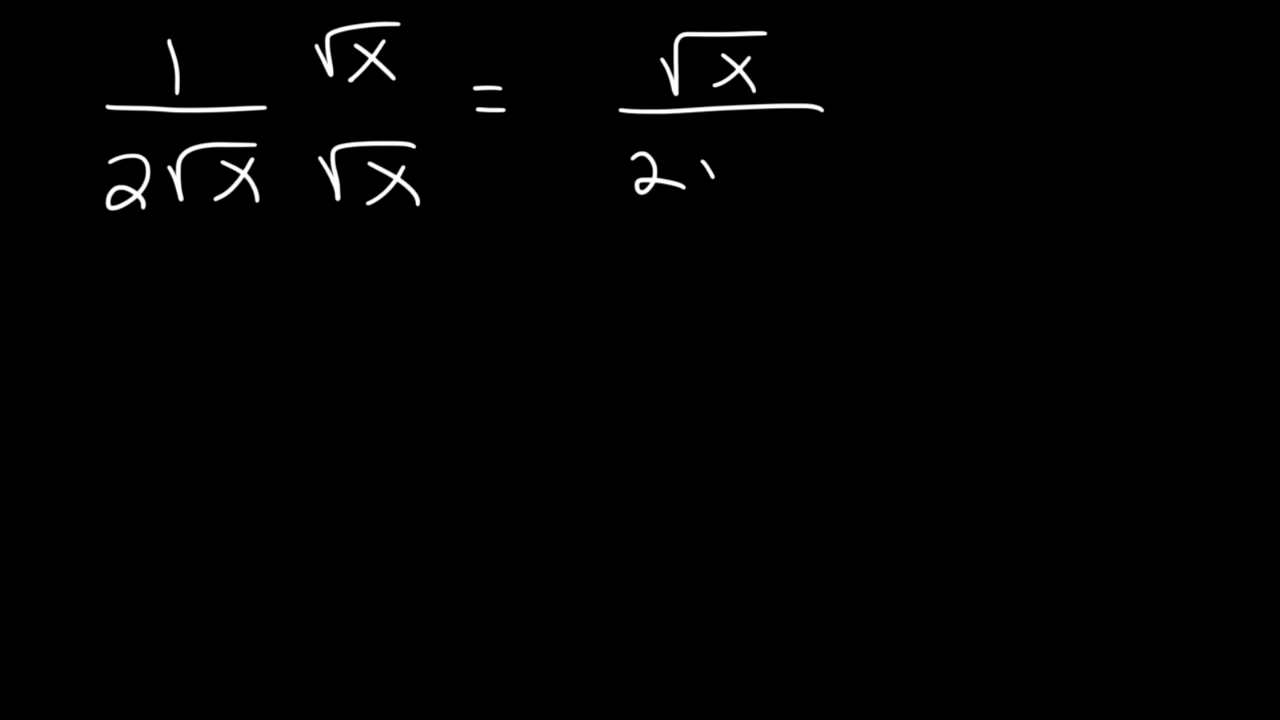 1/(2√x) √x/√x = √x/2